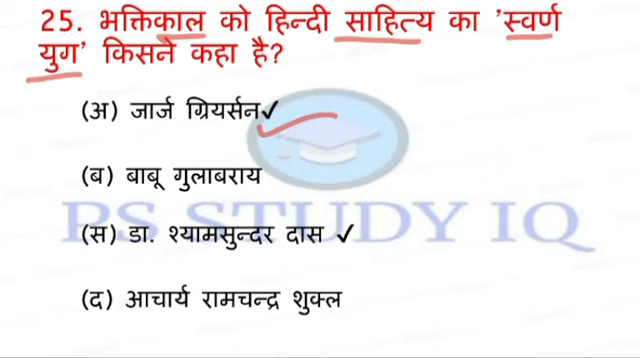 25. भक्तिकाल को हिन्दी साहित्य का 'स्वर्ण
युग' किसने कहा है?
(अ) जार्ज ग्रियर्सन✓
(ब) बाबू गुलाबराय
PS STUDY IQ
(स) डा. श्यामसुन्दर दास ✓
(द) आचार्य रामचन्द्र शुक्ल